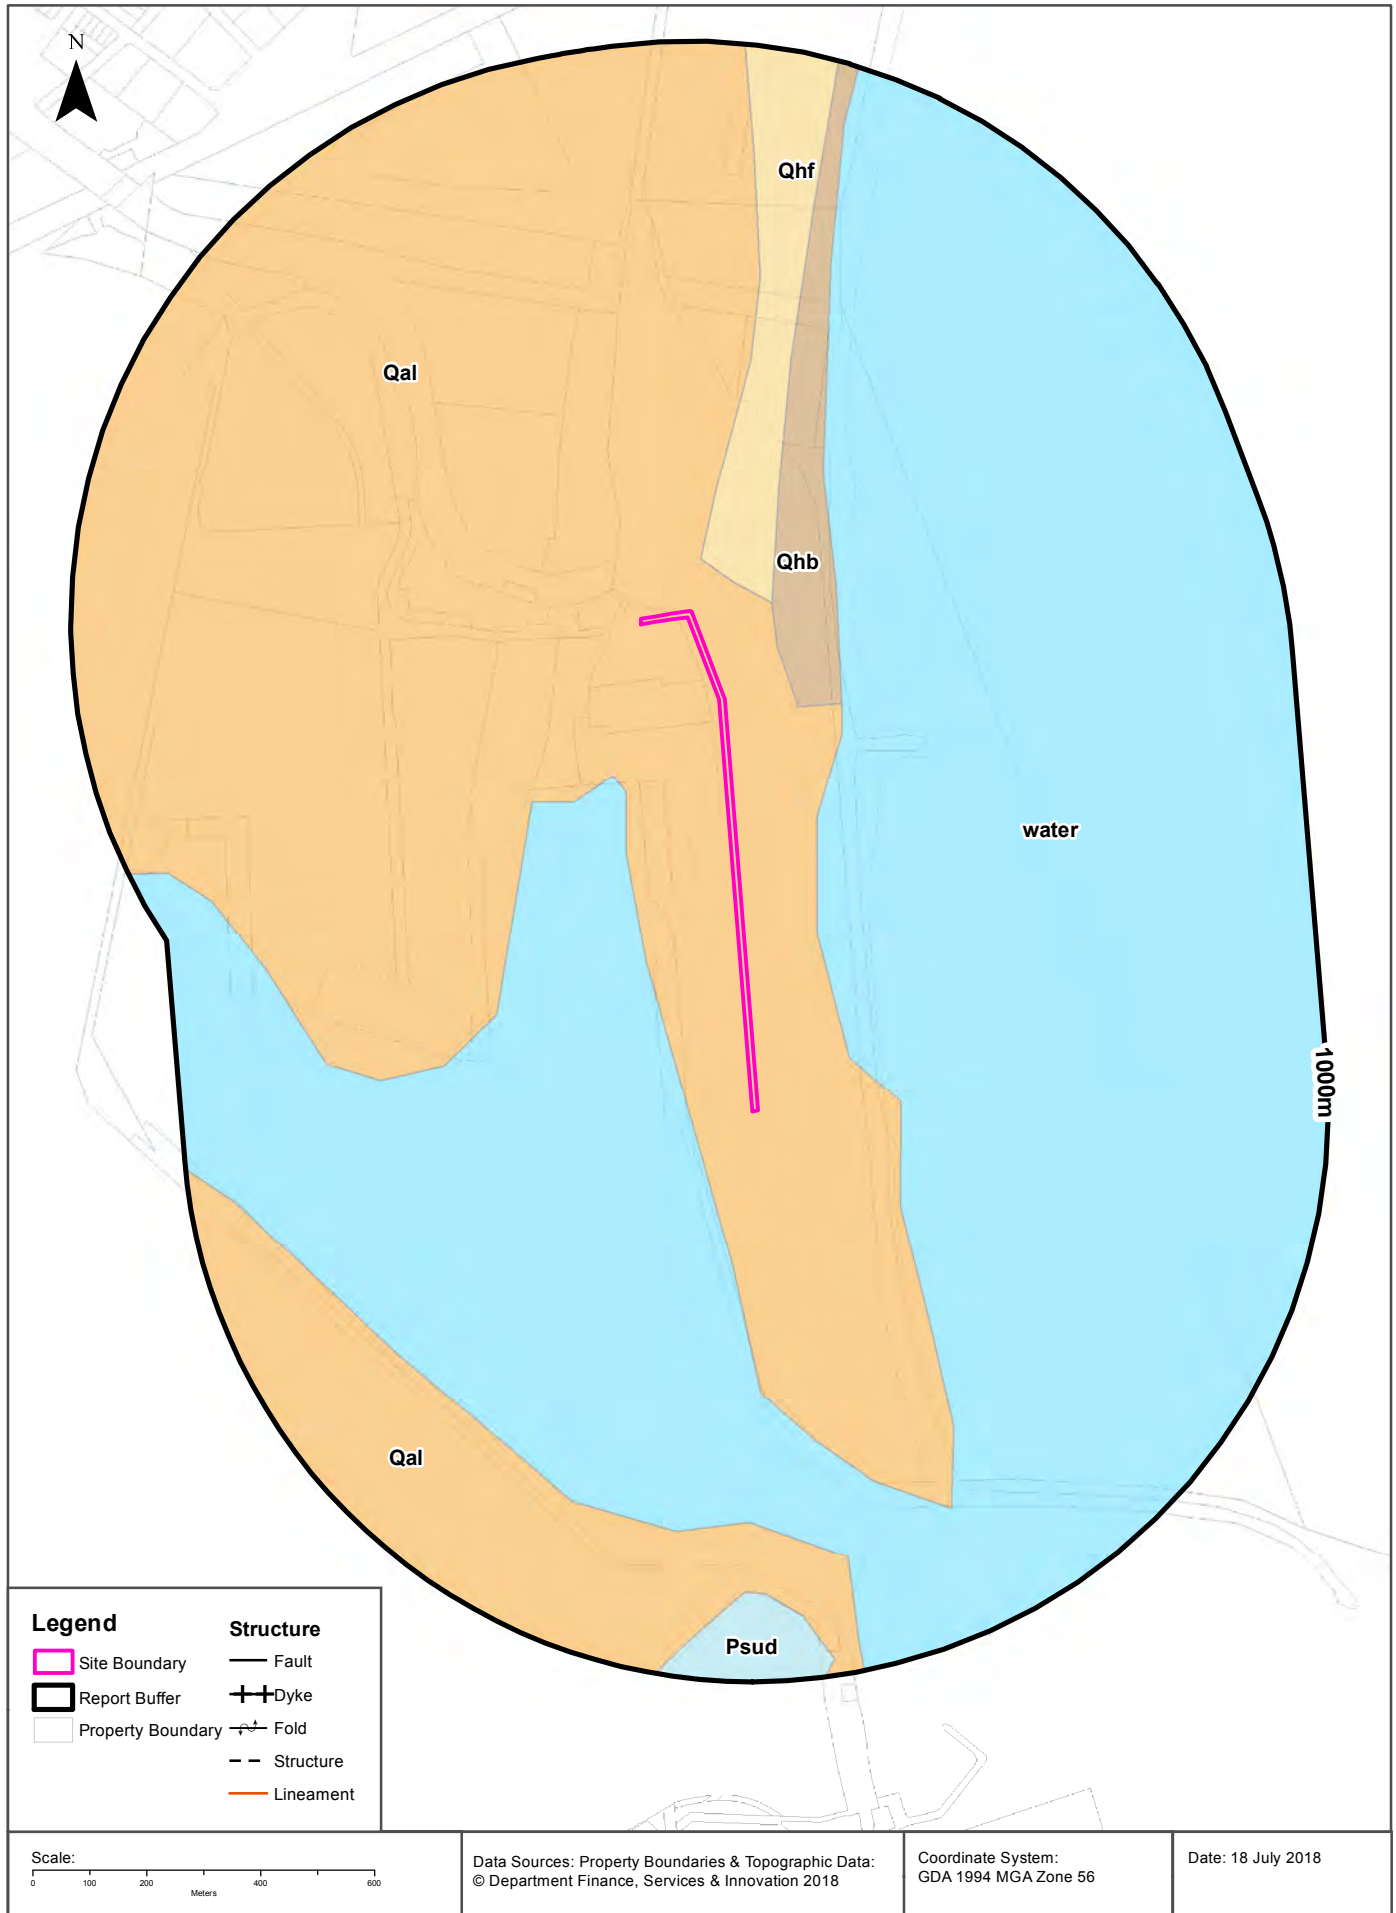 N
Qhf
Qal
Qhb
water
1000m
Qal
Psud
Legend
Site Boundary
Report Buffer
Property Boundary
Structure
Fault
Dyke
Fold
Structure
Lineament
Scale:
0 100 200 400 600
Meters
Data Sources: Property Boundaries & Topographic Data:
© Department Finance, Services & Innovation 2018
Coordinate System:
GDA 1994 MGA Zone 56
Date: 18 July 2018